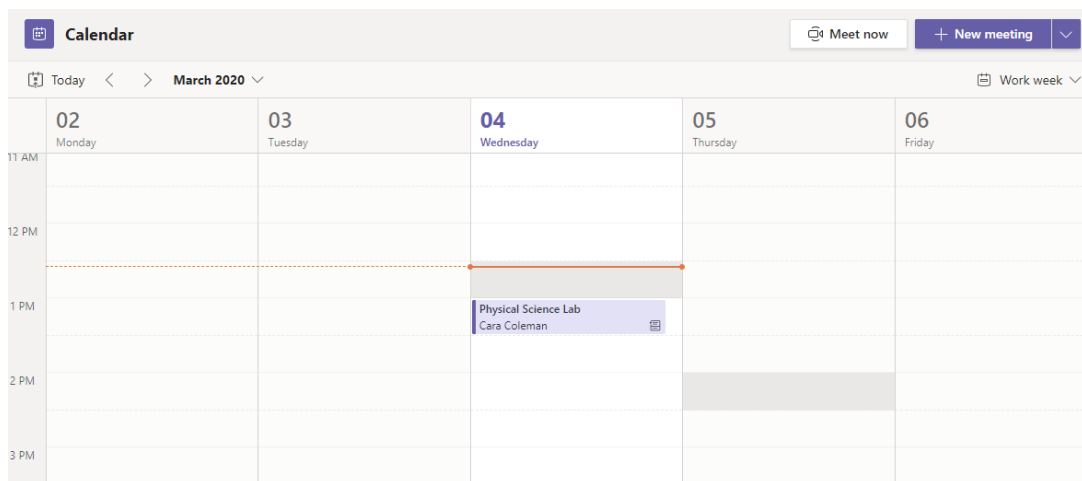 Calendar
Meet now
New meeting
Today
March 2020
Work week
02
03
04
05
06
Monday
Tuesday
Wednesday
Thursday
Friday
11 AM
12 PM
1 PM
Physical Science Lab
Cara Coleman
2 PM
3 PM